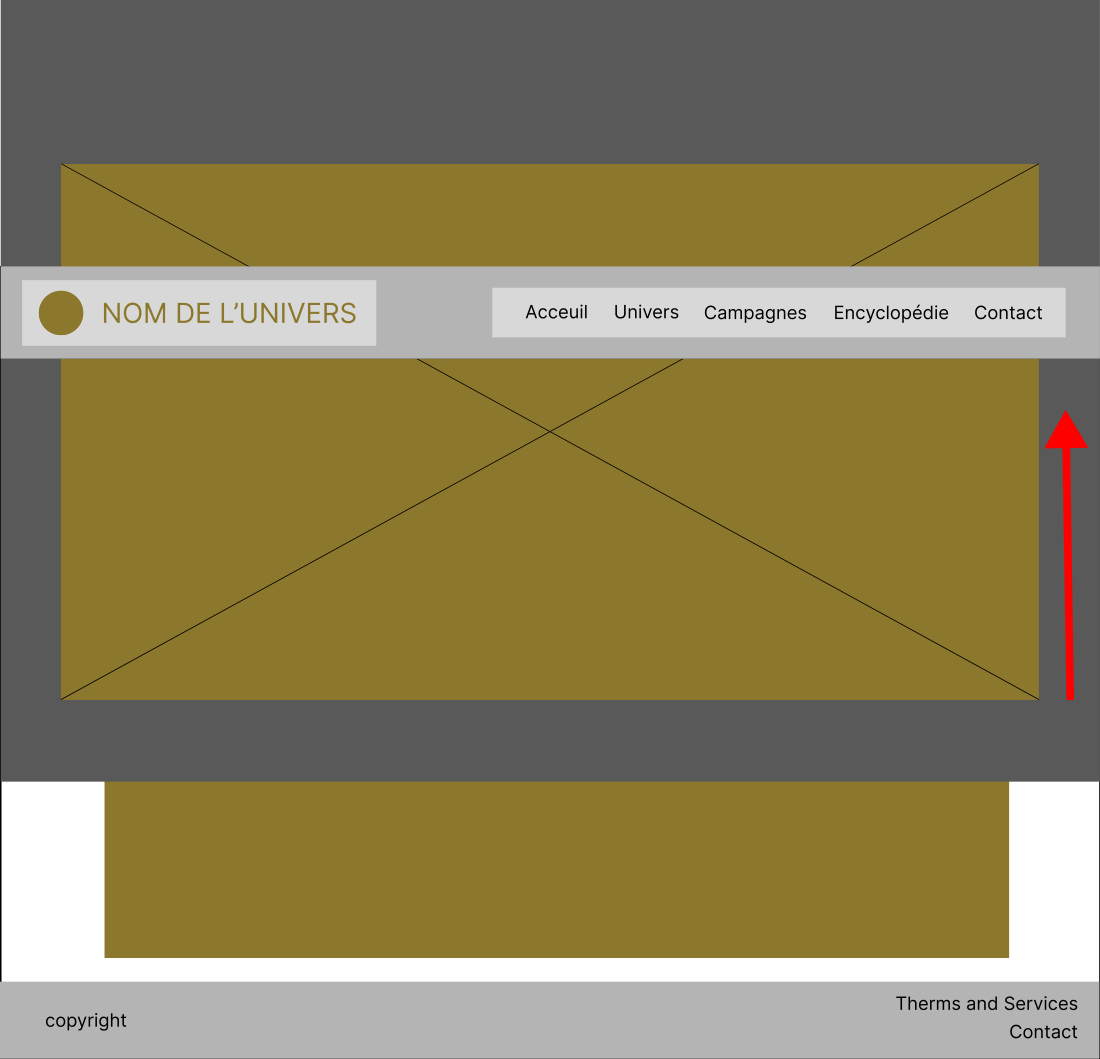 NOM DE L’UNIVERS
Acceuil Univers Campagnes Encyclopédie Contact
copyright
Therms and Services
Contact